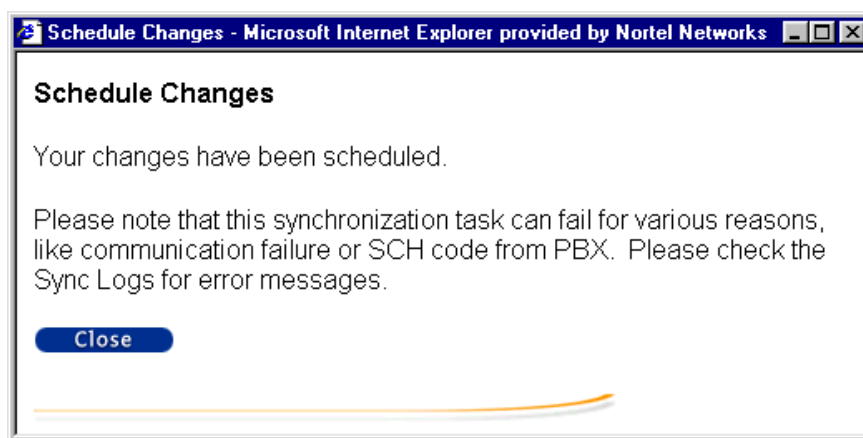 Schedule Changes - Microsoft Internet Explorer provided by Nortel Networks
Schedule Changes
Your changes have been scheduled.
Please note that this synchronization task can fail for various reasons,
like communication failure or SCH code from PBX.  Please check the
Sync Logs for error messages.
Close